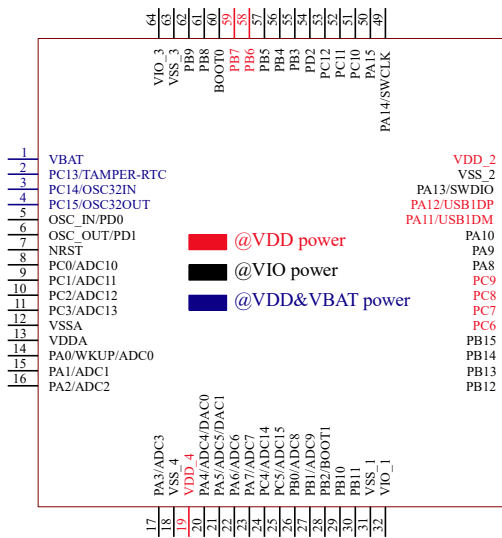 64
63
62
61
60
59
58
57
56
55
54
53
52
51
50
49
VIO_3
VSS_3
PB9
PB8
BOOT0
PB7
PB6
PB5
PB4
PB3
PD2
PC12
PC11
PC10
PA15
PA14/SWCLK
1 VBAT
2 PC13/TAMPER-RTC
3 PC14/OSC32IN
4 PC15/OSC32OUT
5 OSC_IN/PD0
6 OSC_OUT/PD1
7 NRST
8 PC0/ADC10
9 PC1/ADC11
10 PC2/ADC12
11 PC3/ADC13
12 VSSA
13 VDDA
14 PA0/WKUP/ADC0
15 PA1/ADC1
16 PA2/ADC2
@VDD power
@VIO power
@VDD&VBAT power
VDD_2
VSS_2
PA13/SWDIO
PA12/USB1DP
PA11/USB1DM
PA10
PA9
PA8
PC9
PC8
PC7
PC6
PB15
PB14
PB13
PB12
PA3/ADC3
VSS_4
VDD_4
PA4/ADC4/DAC0
PA5/ADC5/DAC1
PA6/ADC6
PA7/ADC7
PC4/ADC14
PC5/ADC15
PB0/ADC8
PB1/ADC9
PB2/BOOT1
PB10
PB11
VSS_1
VIO_1
17
18
19
20
21
22
23
24
25
26
27
28
29
30
31
32